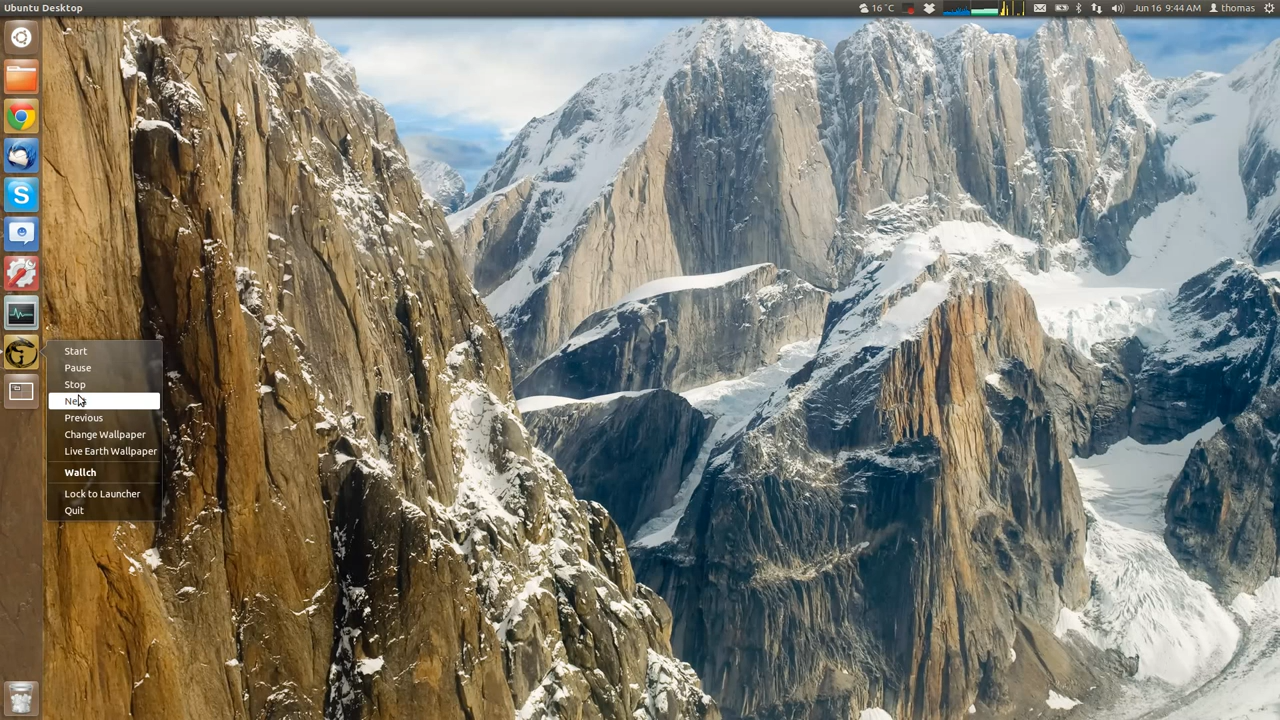 Ubuntu Desktop
16 °C
Jun 16 9:44 AM
thomas
S
Start
Pause
Stop
Next
Previous
Change Wallpaper
Live Earth Wallpaper
Wallch
Lock to Launcher
Quit